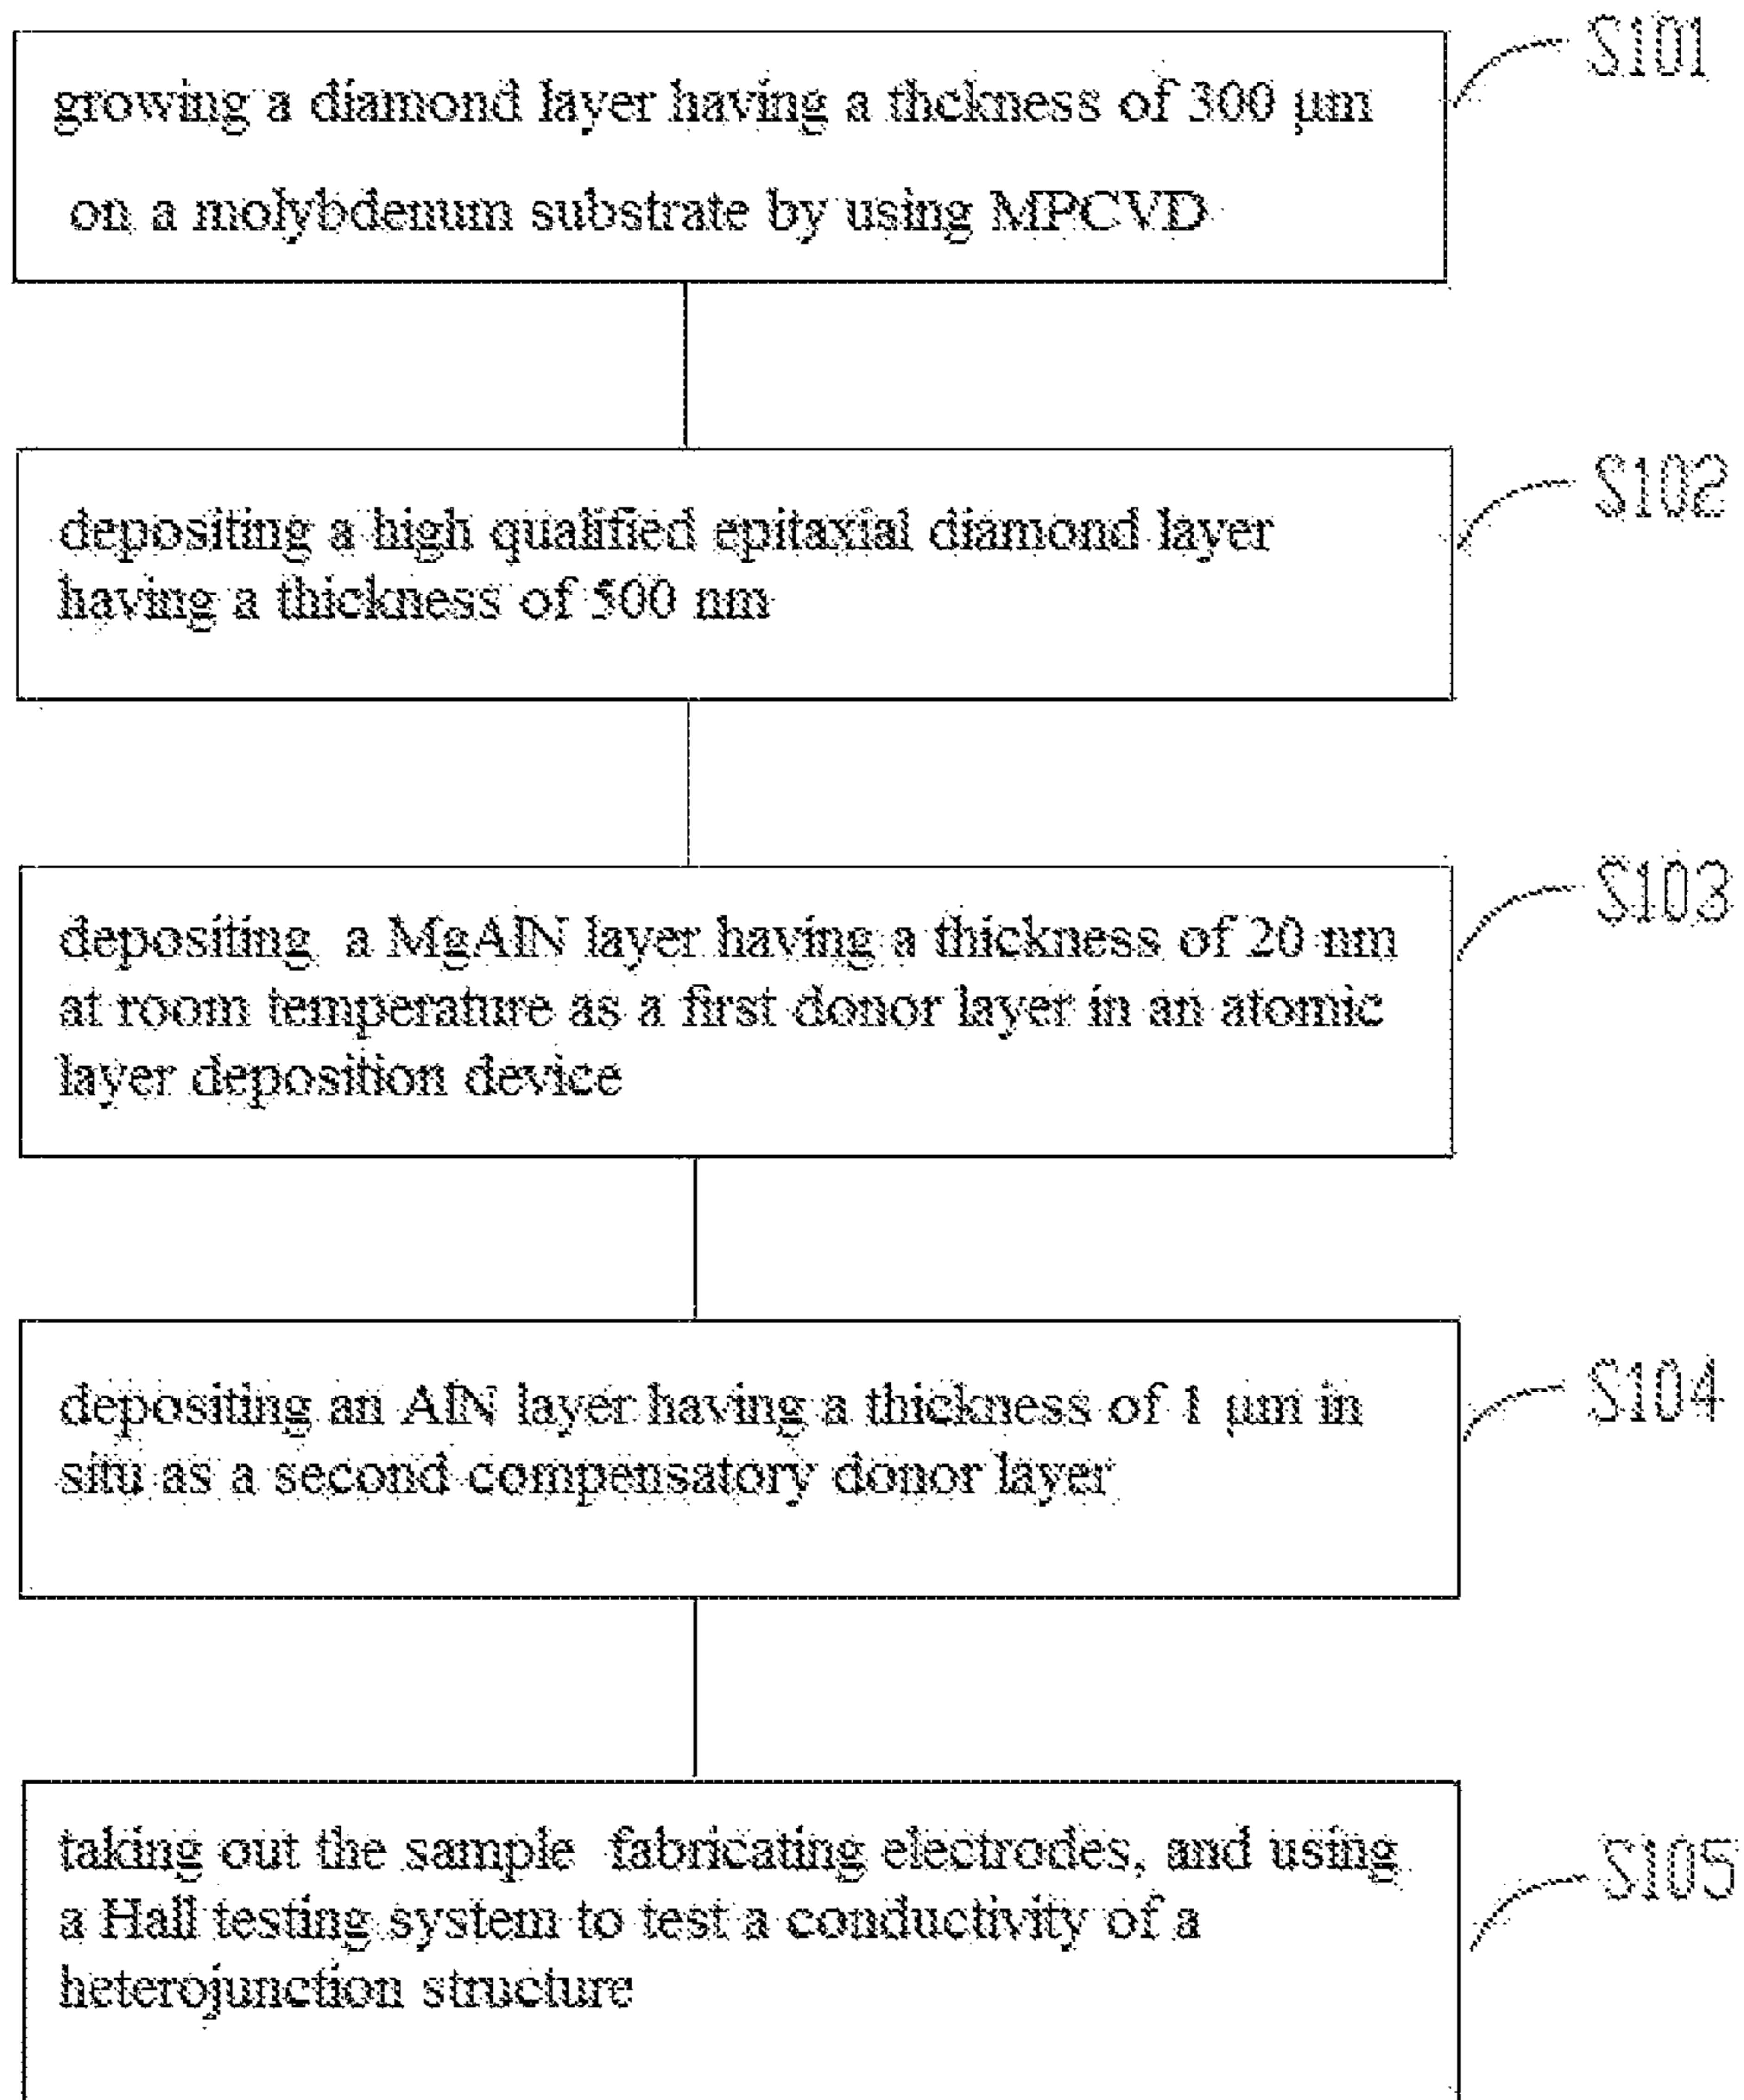 S101
growing a diamond layer having a thckness of 300 μm
on a molybdenum substrate by using MPCVD
S102
depositing a high qualified epitaxial diamond layer
having a thickness of 500 nm
S103
depositing a MgAlN layer having a thickness of 20 nm
at room temperature as a first donor layer in an atomic
layer deposition device
S104
depositing an AlN layer having a thickness of 1 μm in
situ as a second compensatory donor layer
S105
taking out the sample fabricating electrodes, and using
a Hall testing system to test a conductivity of a
heterojunction structure